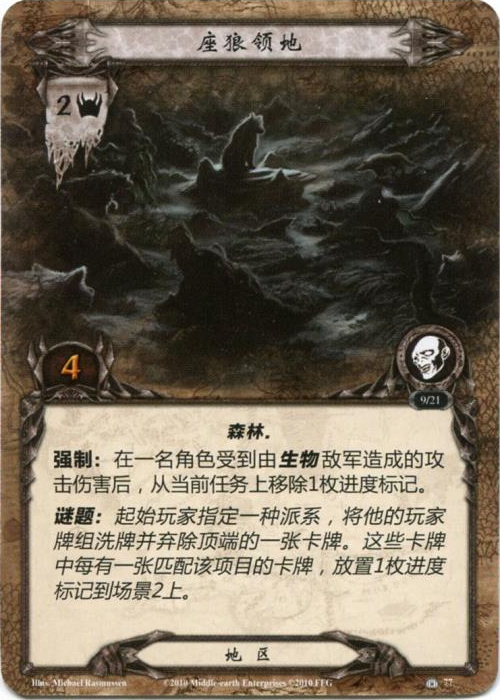 座狼领地
2
4
9/21
森林.
强制：在一名角色受到由生物敌军造成的攻
击伤害后，从当前任务上移除1枚进度标记。
谜题：起始玩家指定一种派系，将他的玩家
牌组洗牌并弃除顶端的一张卡牌。这些卡牌
中每有一张匹配该项目的卡牌，放置1枚进度
标记到场景2上。
地区
Illus. Michael Rasmussen ©2010 Middle-earth Enterprises ©2010 FFG 77